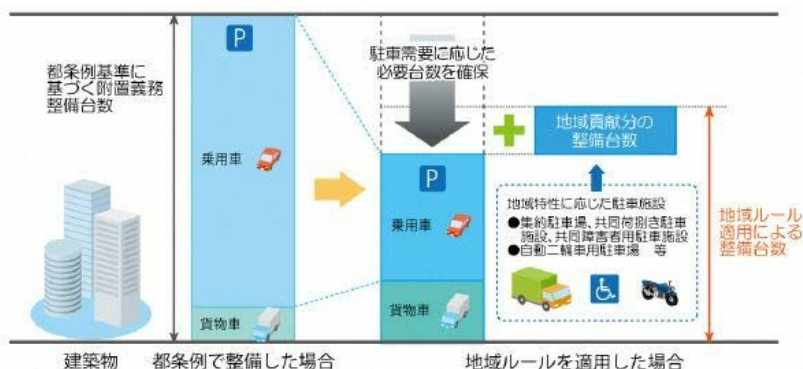 都条例基準に
基づく附置義務
整備台数
P
乗用車
貨物車
駐車需要に応じた
必要台数を確保
P
乗用車
貨物車
地域貢献分の
整備台数
地域特性に応じた駐車施設
●集約駐車場、共同荷捌き駐車
施設、共同障害者用駐車施設
●自動二輪車用駐車場 等
地域ルール
適用による
整備台数
建築物
都条例で整備した場合
地域ルールを適用した場合